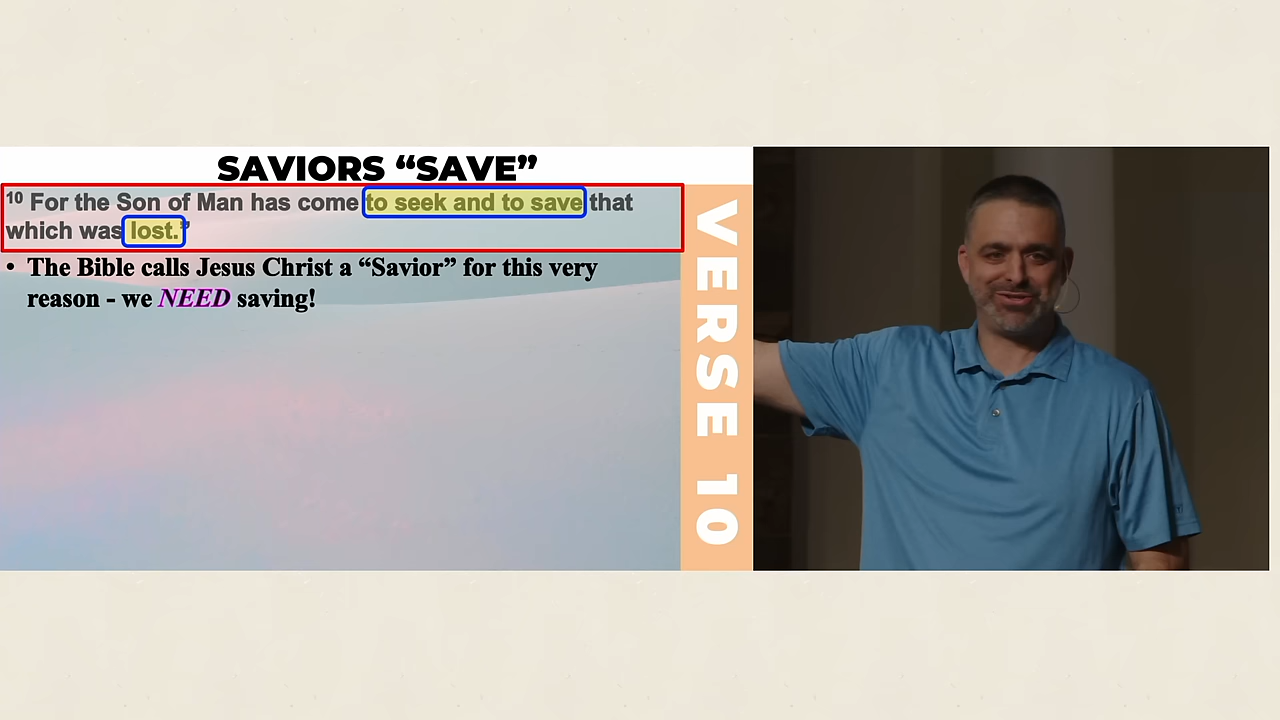 SAVIORS “SAVE”
10 For the Son of Man has come to seek and to save that
which was lost.”
• The Bible calls Jesus Christ a “Savior” for this very
reason - we NEED saving!
VERSE 10